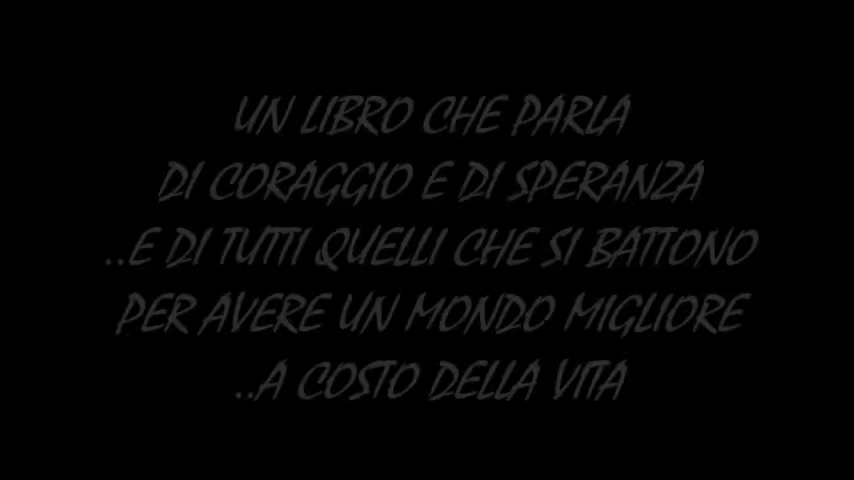 UN LIBRO CHE PARLA
DI CORAGGIO E DI SPERANZA
..E DI TUTTI QUELLI CHE SI BATTONO
PER AVERE UN MONDO MIGLIORE
..A COSTO DELLA VITA